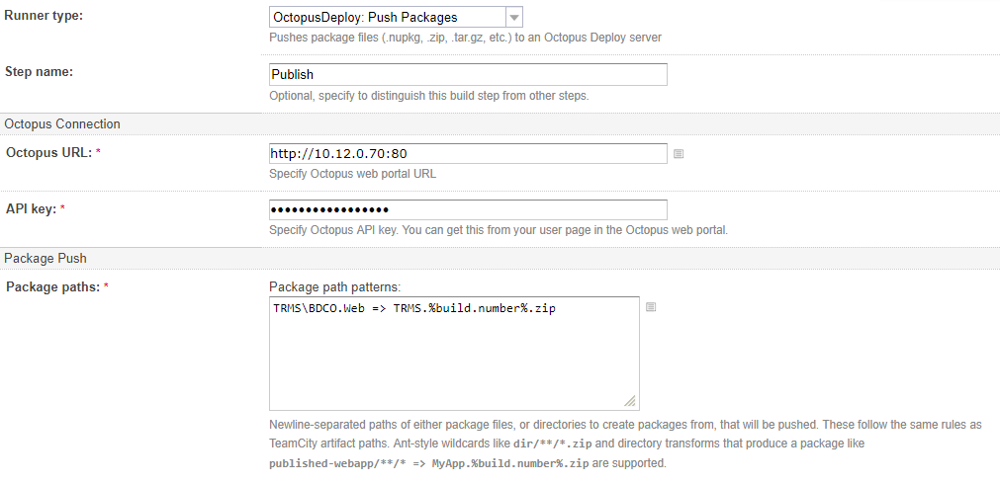 Runner type:
OctopusDeploy: Push Packages
Pushes package files (.nupkg, .zip, .tar.gz, etc.) to an Octopus Deploy server
Step name:
Publish
Optional, specify to distinguish this build step from other steps.
Octopus Connection
Octopus URL: *
http://10.12.0.70:80
Specify Octopus web portal URL
API key: *
•••••••••••••••••
Specify Octopus API key. You can get this from your user page in the Octopus web portal.
Package Push
Package paths: *
Package path patterns:
TRMS\BDCO.Web => TRMS.%build.number%.zip
Newline-separated paths of either package files, or directories to create packages from, that will be pushed. These follow the same rules as
TeamCity artifact paths. Ant-style wildcards like dir/**/*.zip and directory transforms that produce a package like
published-webapp/**/* => MyApp.%build.number%.zip are supported.